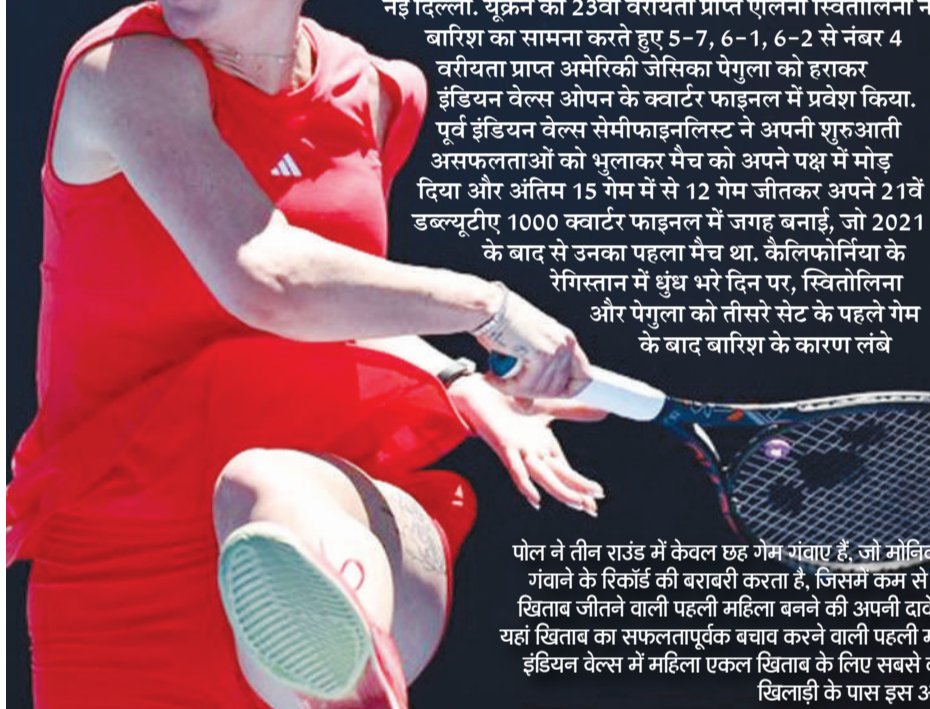 नई दिल्ली. यूक्रेन की 23वीं वरीयता प्राप्त एलिना स्वितोलिना ने
बारिश का सामना करते हुए 5-7, 6-1, 6-2 से नंबर 4
वरीयता प्राप्त अमेरिकी जेसिका पेगुला को हराकर
इंडियन वेल्स ओपन के क्वार्टर फाइनल में प्रवेश किया.
पूर्व इंडियन वेल्स सेमीफाइनलिस्ट ने अपनी शुरुआती
असफलताओं को भुलाकर मैच को अपने पक्ष में मोड़
दिया और अंतिम 15 गेम में से 12 गेम जीतकर अपने 21वें
डब्ल्यूटीए 1000 क्वार्टर फाइनल में जगह बनाई, जो 2021
के बाद से उनका पहला मैच था. कैलिफोर्निया के
रेगिस्तान में धुंध भरे दिन पर, स्वितोलिना
और पेगुला को तीसरे सेट के पहले गेम
के बाद बारिश के कारण लंबे
पोल ने तीन राउंड में केवल छह गेम गंवाए हैं, जो
गंवाने के रिकॉर्ड की बराबरी करता है, जिसमें कम से
खिताब जीतने वाली पहली महिला बनने की अपनी
यहां खिताब का सफलतापूर्वक बचाव करने वाली पहली
इंडियन वेल्स में महिला एकल खिताब के लिए सबसे
खिलाड़ी के पास इस